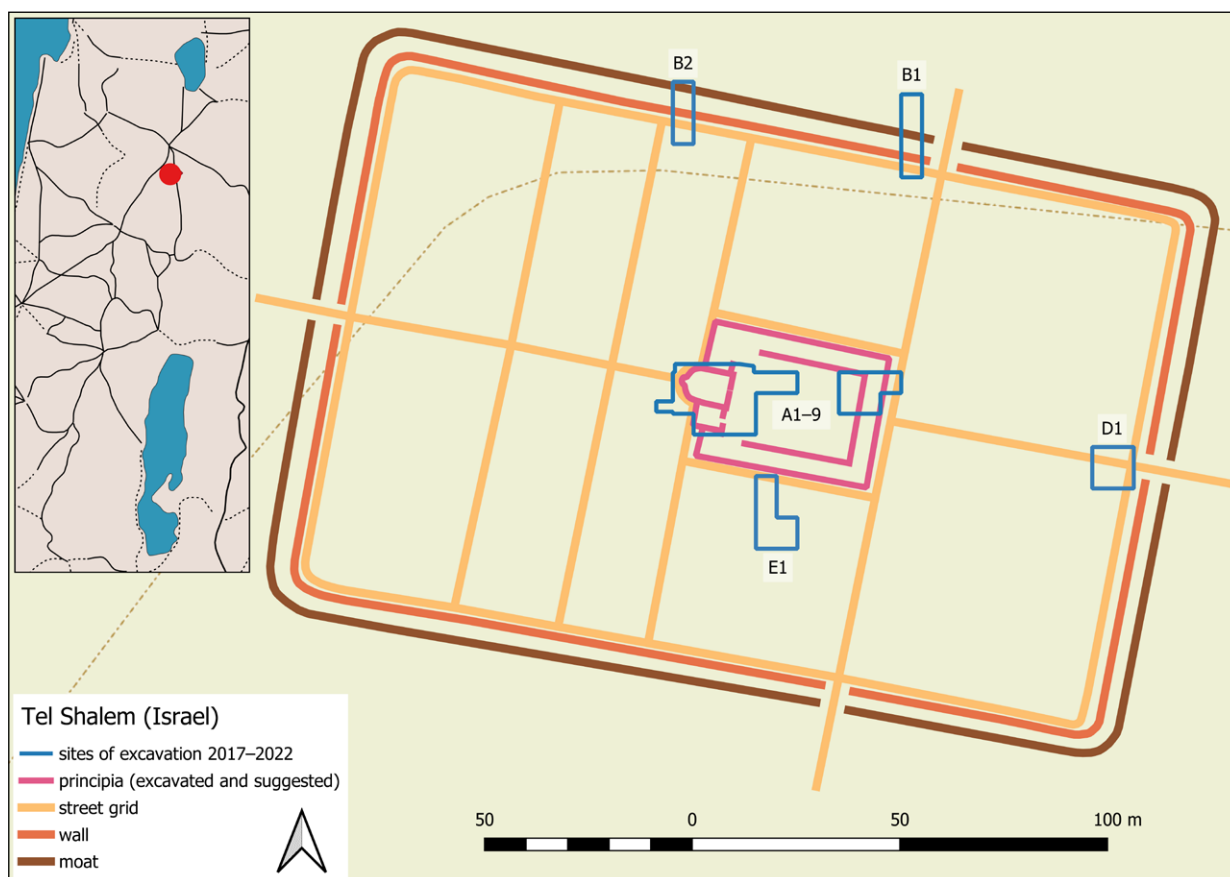 B2
B1
A1–9
D1
E1
Tel Shalem (Israel)
sites of excavation 2017–2022
principia (excavated and suggested)
street grid
wall
moat
50 0 50 100 m